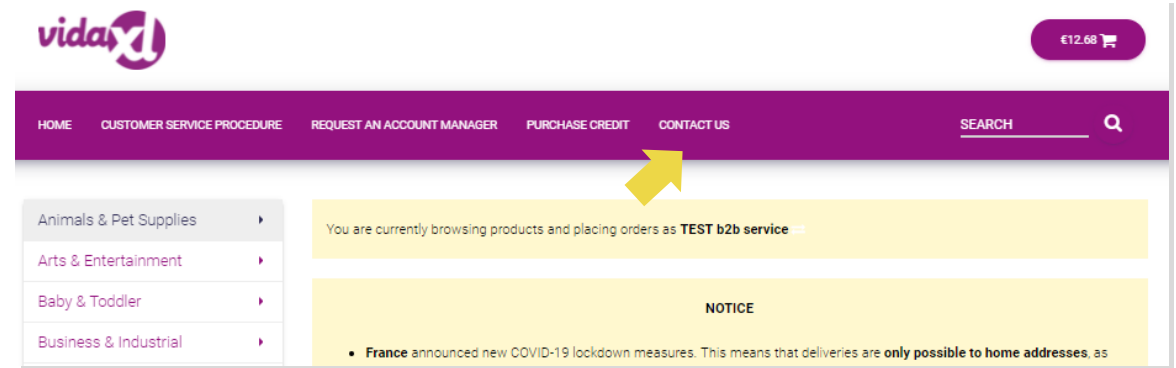 vidaXL
€12.68
HOME CUSTOMER SERVICE PROCEDURE REQUEST AN ACCOUNT MANAGER PURCHASE CREDIT CONTACT US SEARCH
Animals & Pet Supplies
Arts & Entertainment
Baby & Toddler
Business & Industrial
You are currently browsing products and placing orders as TEST b2b service
NOTICE
• France announced new COVID-19 lockdown measures. This means that deliveries are only possible to home addresses, as